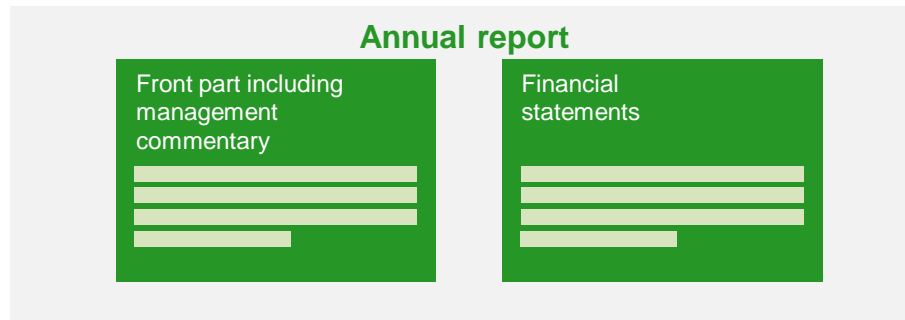 Annual report
Front part including
management
commentary
Financial
statements